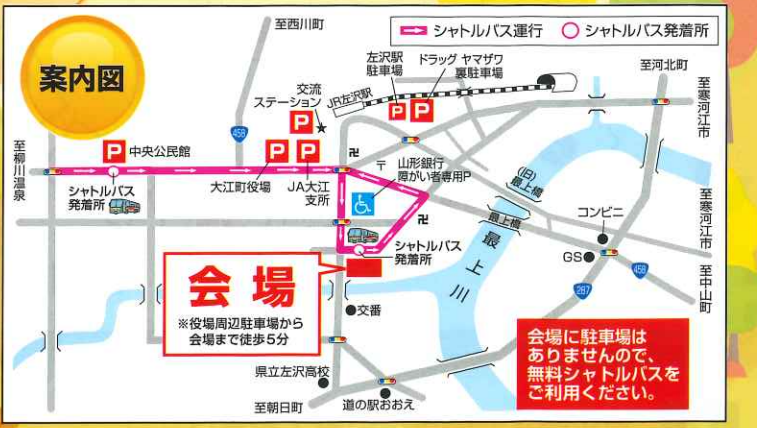 案内図
至西川町
シャトルバス運行
シャトルバス発着所
左沢駅
駐車場
ドラッグ ヤマザワ
裏駐車場
至河北町
至寒河江市
交流
ステーション
JR左沢駅
P
P
P
458
至柳川温泉
P
中央公民館
P
P
大江町役場
JA大江
支所
〒
山形銀行
障がい者専用P
シャトルバス
発着所
(旧)
最上橋
最上橋
コンビニ
至寒河江市
GS
シャトルバス
発着所
最上川
458
287
至中山町
会場
※役場周辺駐車場から
会場まで徒歩5分
交番
会場に駐車場は
ありませんので、
無料シャトルバスを
ご利用ください。
県立左沢高校
至朝日町
道の駅おおえ